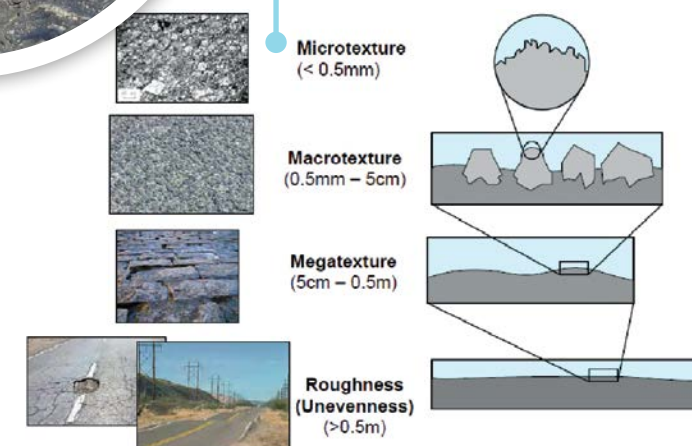 Microtexture
(< 0.5mm)
Macrotexture
(0.5mm – 5cm)
Megatexture
(5cm – 0.5m)
Roughness
(Unevenness)
(>0.5m)